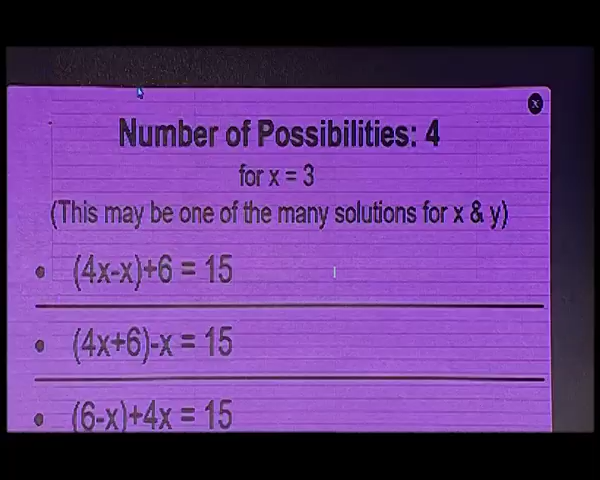 Number of Possibilities: 4
for x = 3
(This may be one of the many solutions for x & y)
• (4x-x)+6 = 15
• (4x+6)-x = 15
• (6-x)+4x = 15